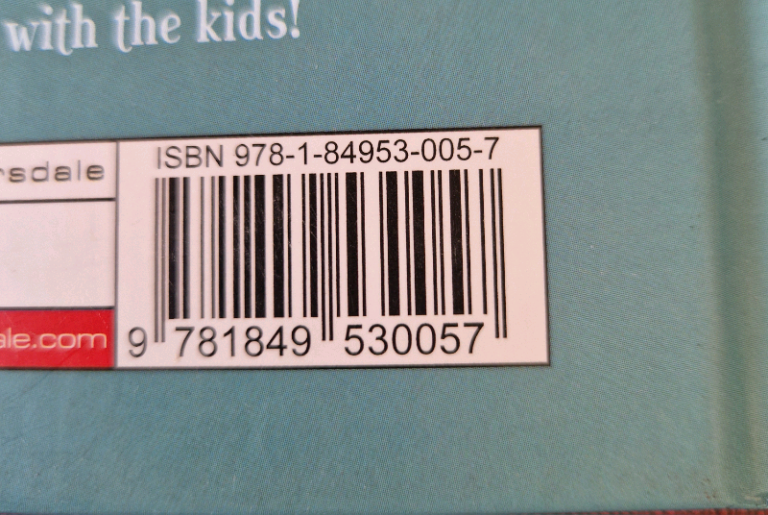 with the kids!
ISBN 978-1-84953-005-7
rsdale
ale.com
9 781849 530057